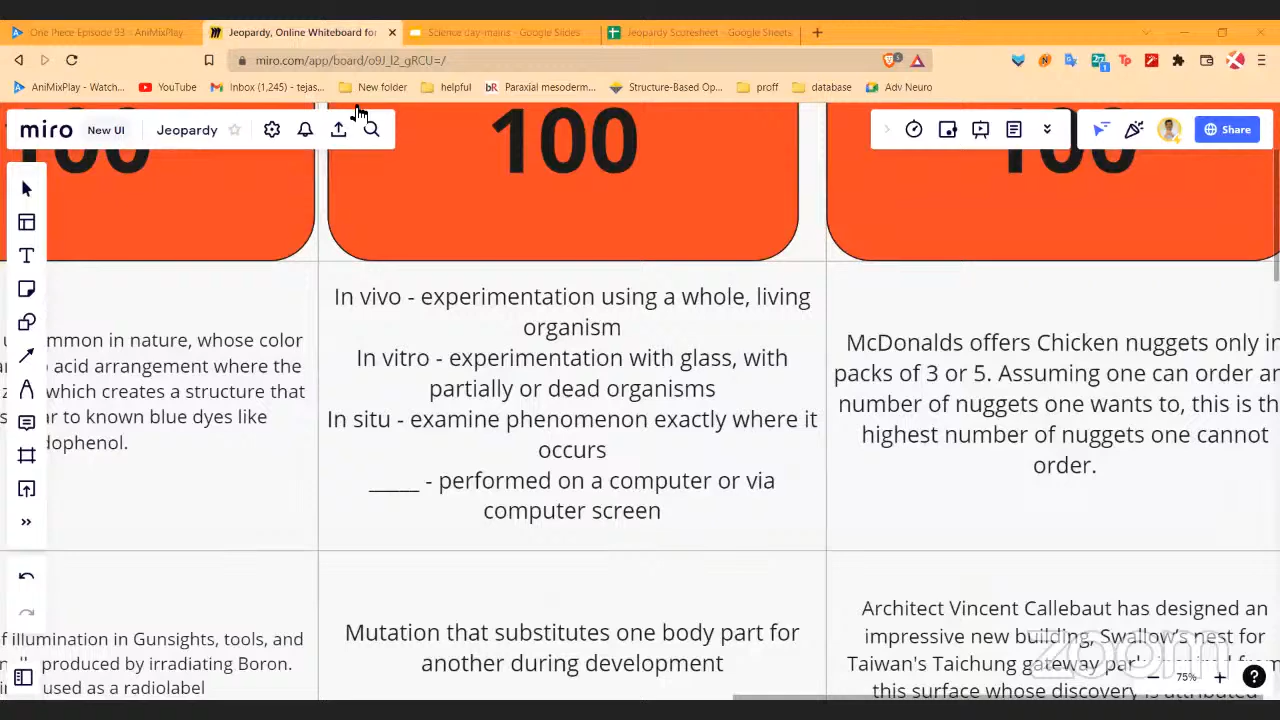 One Piece Episode 93 - AniMixPlay
Jeopardy, Online Whiteboard for
Science day-mains - Google Slides
Jeopardy Scoresheet - Google Sheets
miro.com/app/board/o9J_l2_gRCU=/
AniMixPlay - Watch...
YouTube
Inbox (1,245) - tejas...
New folder
helpful
bR Paraxial mesoderm...
Structure-Based Op...
proff
database
Adv Neuro
miro
New UI
Jeopardy
Share
100
100
100
ommon in nature, whose color
acid arrangement where the
which creates a structure that
ar to known blue dyes like
dophenol.
In vivo - experimentation using a whole, living
organism
In vitro - experimentation with glass, with
partially or dead organisms
In situ - examine phenomenon exactly where it
occurs
_____ - performed on a computer or via
computer screen
McDonalds offers Chicken nuggets only in
packs of 3 or 5. Assuming one can order an
number of nuggets one wants to, this is th
highest number of nuggets one cannot
order.
f illumination in Gunsights, tools, and
produced by irradiating Boron.
used as a radiolabel
Mutation that substitutes one body part for
another during development
Architect Vincent Callebaut has designed an
impressive new building, Swallow's nest for
Taiwan's Taichung gateway park
this surface whose discovery is attributed
zoom
75%